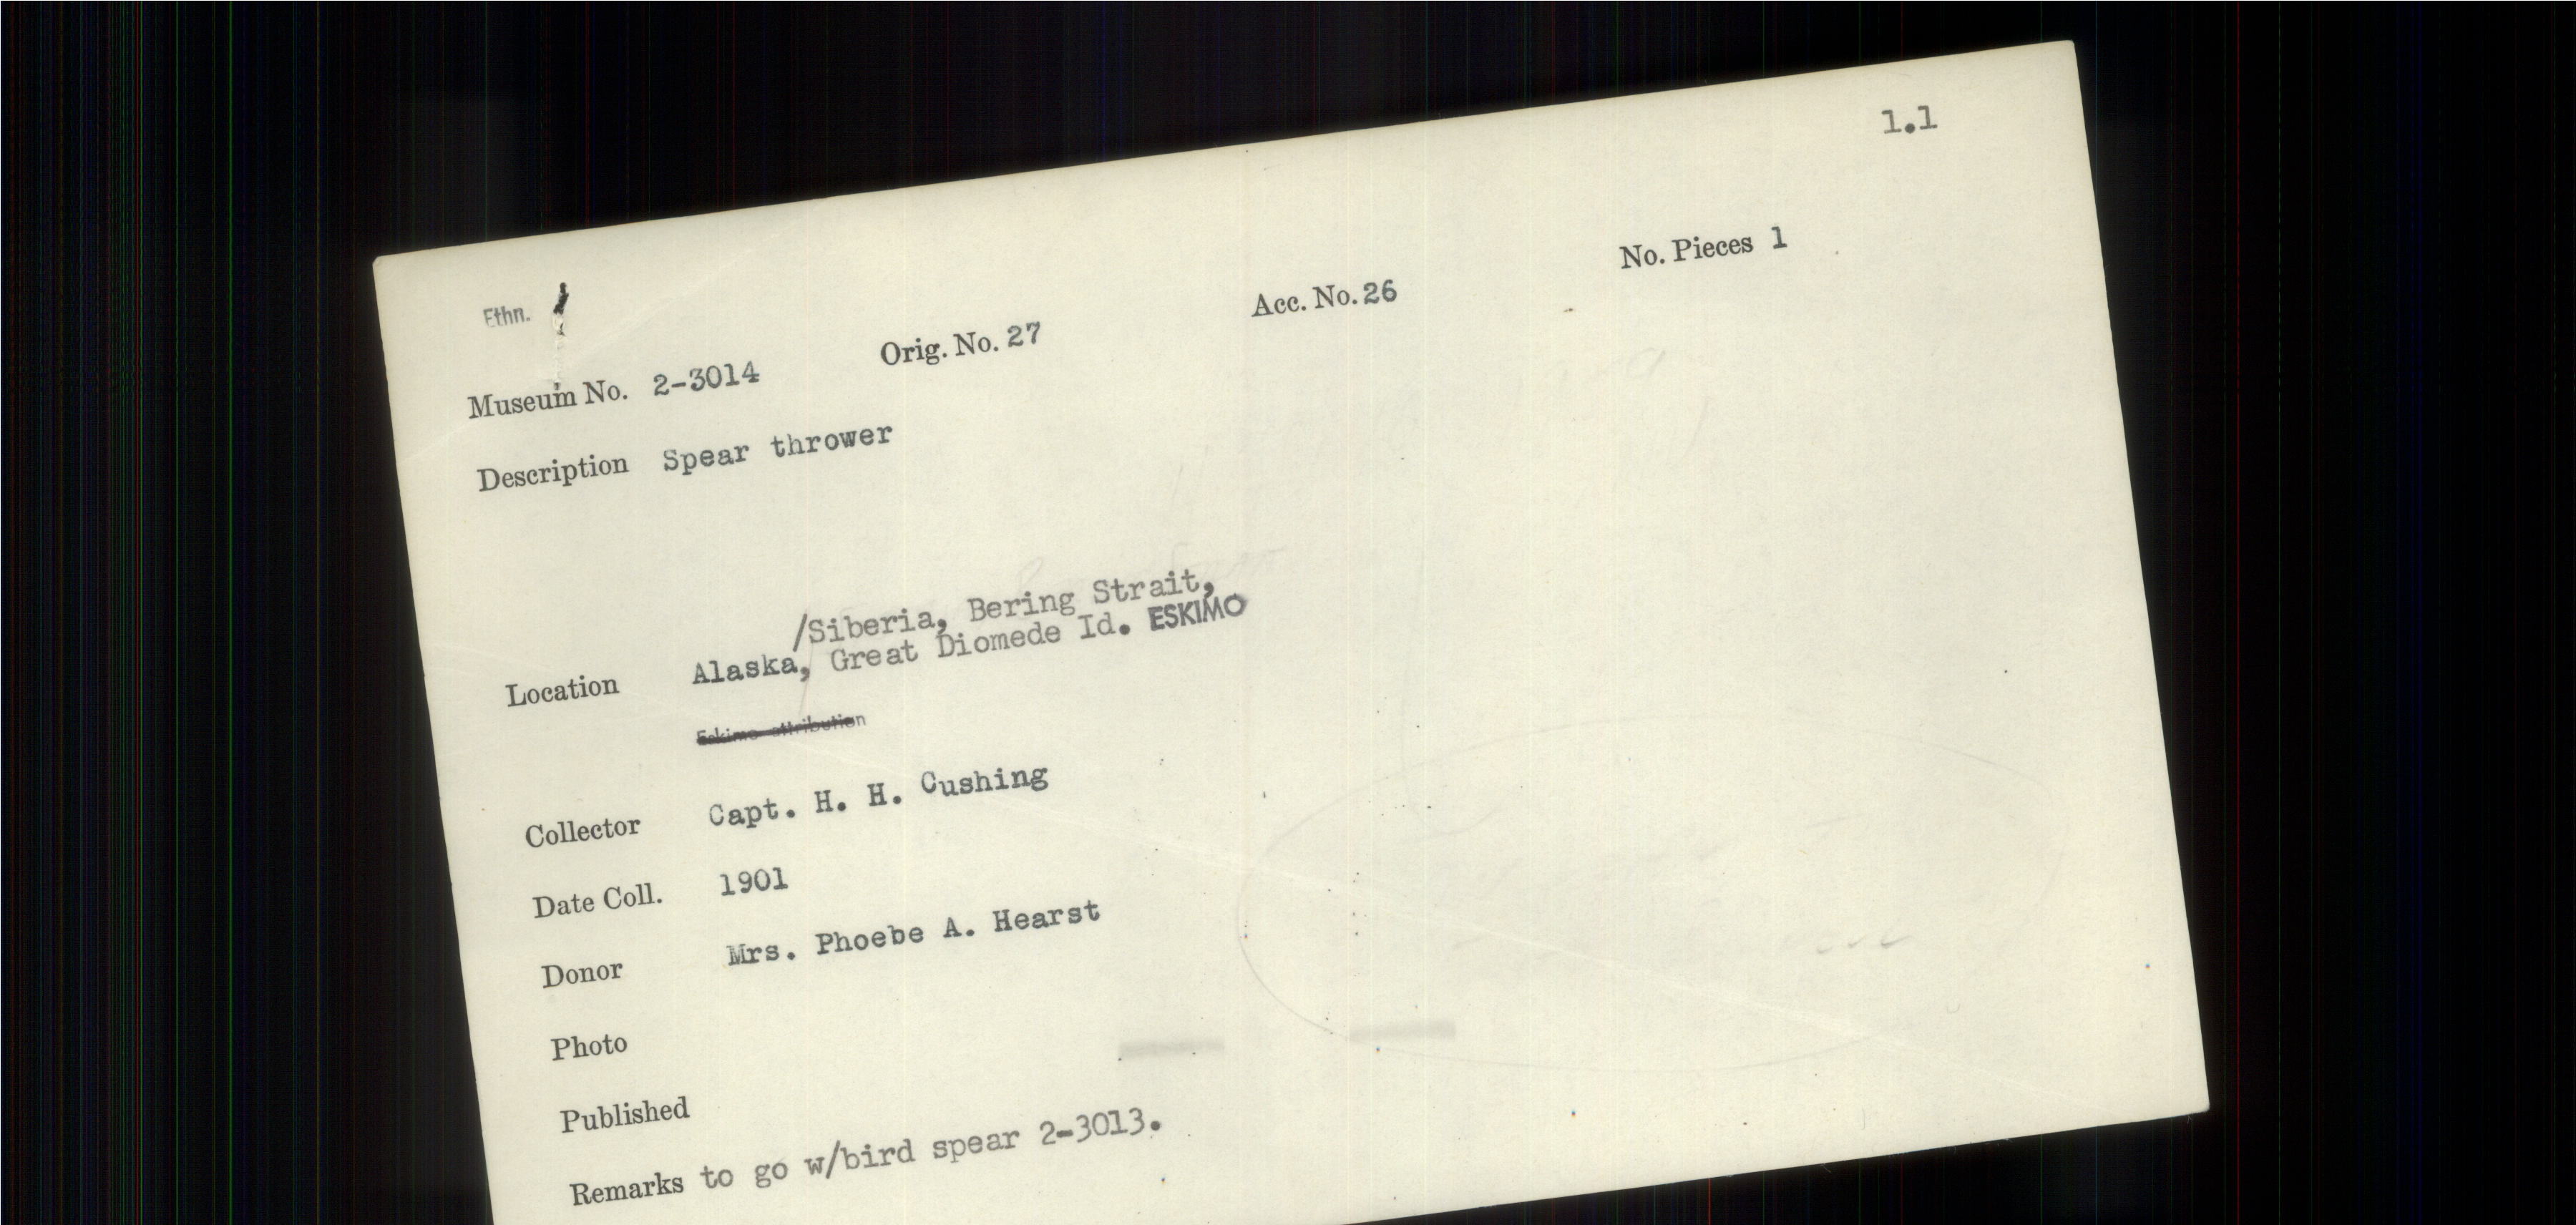 1.1
Ethn.
Museum No. 2-3014 Orig. No. 27 Acc. No. 26 No. Pieces 1
Description Spear thrower
/Siberia, Bering Strait,
Location Alaska, Great Diomede Id. ESKIMO
Eskimo attribution
Collector Capt. H. H. Cushing
Date Coll. 1901
Donor Mrs. Phoebe A. Hearst
Photo
Published
Remarks to go w/bird spear 2-3013.